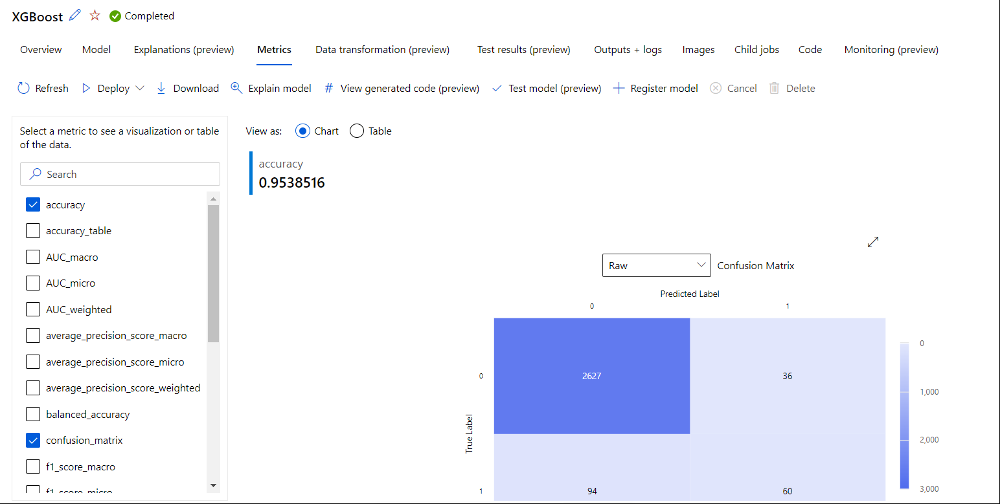 XGBoost Completed
Overview Model Explanations (preview) Metrics Data transformation (preview) Test results (preview) Outputs + logs Images Child jobs Code Monitoring (preview)
Refresh Deploy Download Explain model # View generated code (preview) Test model (preview) Register model Cancel Delete
Select a metric to see a visualization or table
of the data.
Search
accuracy
accuracy_table
AUC_macro
AUC_micro
AUC_weighted
average_precision_score_macro
average_precision_score_micro
average_precision_score_weighted
balanced_accuracy
confusion_matrix
f1_score_macro
f1_score_micro
View as: Chart Table
accuracy
0.9538516
Raw Confusion Matrix
Predicted Label
0 1
True Label
0 2627 36
1 94 60
0
1,000
2,000
3,000